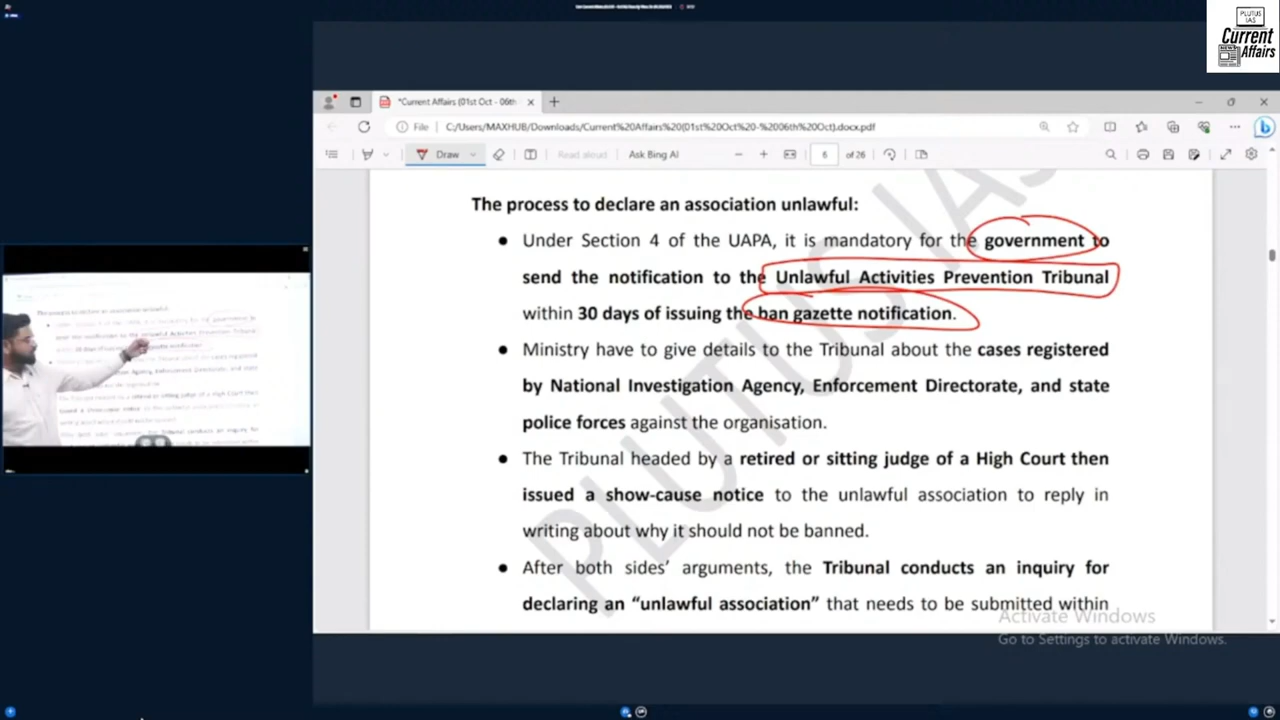 PLUTUS
IAS
Current
NEWS
Affairs
*Current Affairs (01st Oct - 06th
File
C:/Users/MAXHUB/Downloads/Current%20Affairs%20(01st%20Oct%20-%2006th%20Oct).docx.pdf
Draw
Read aloud
Ask Bing AI
6
of 26
The process to declare an association unlawful:
● Under Section 4 of the UAPA, it is mandatory for the government to
send the notification to the Unlawful Activities Prevention Tribunal
within 30 days of issuing the ban gazette notification.
● Ministry have to give details to the Tribunal about the cases registered
by National Investigation Agency, Enforcement Directorate, and state
police forces against the organisation.
● The Tribunal headed by a retired or sitting judge of a High Court then
issued a show-cause notice to the unlawful association to reply in
writing about why it should not be banned.
● After both sides’ arguments, the Tribunal conducts an inquiry for
declaring an “unlawful association” that needs to be submitted within
PLUTUS IAS
Activate Windows
Go to Settings to activate Windows.